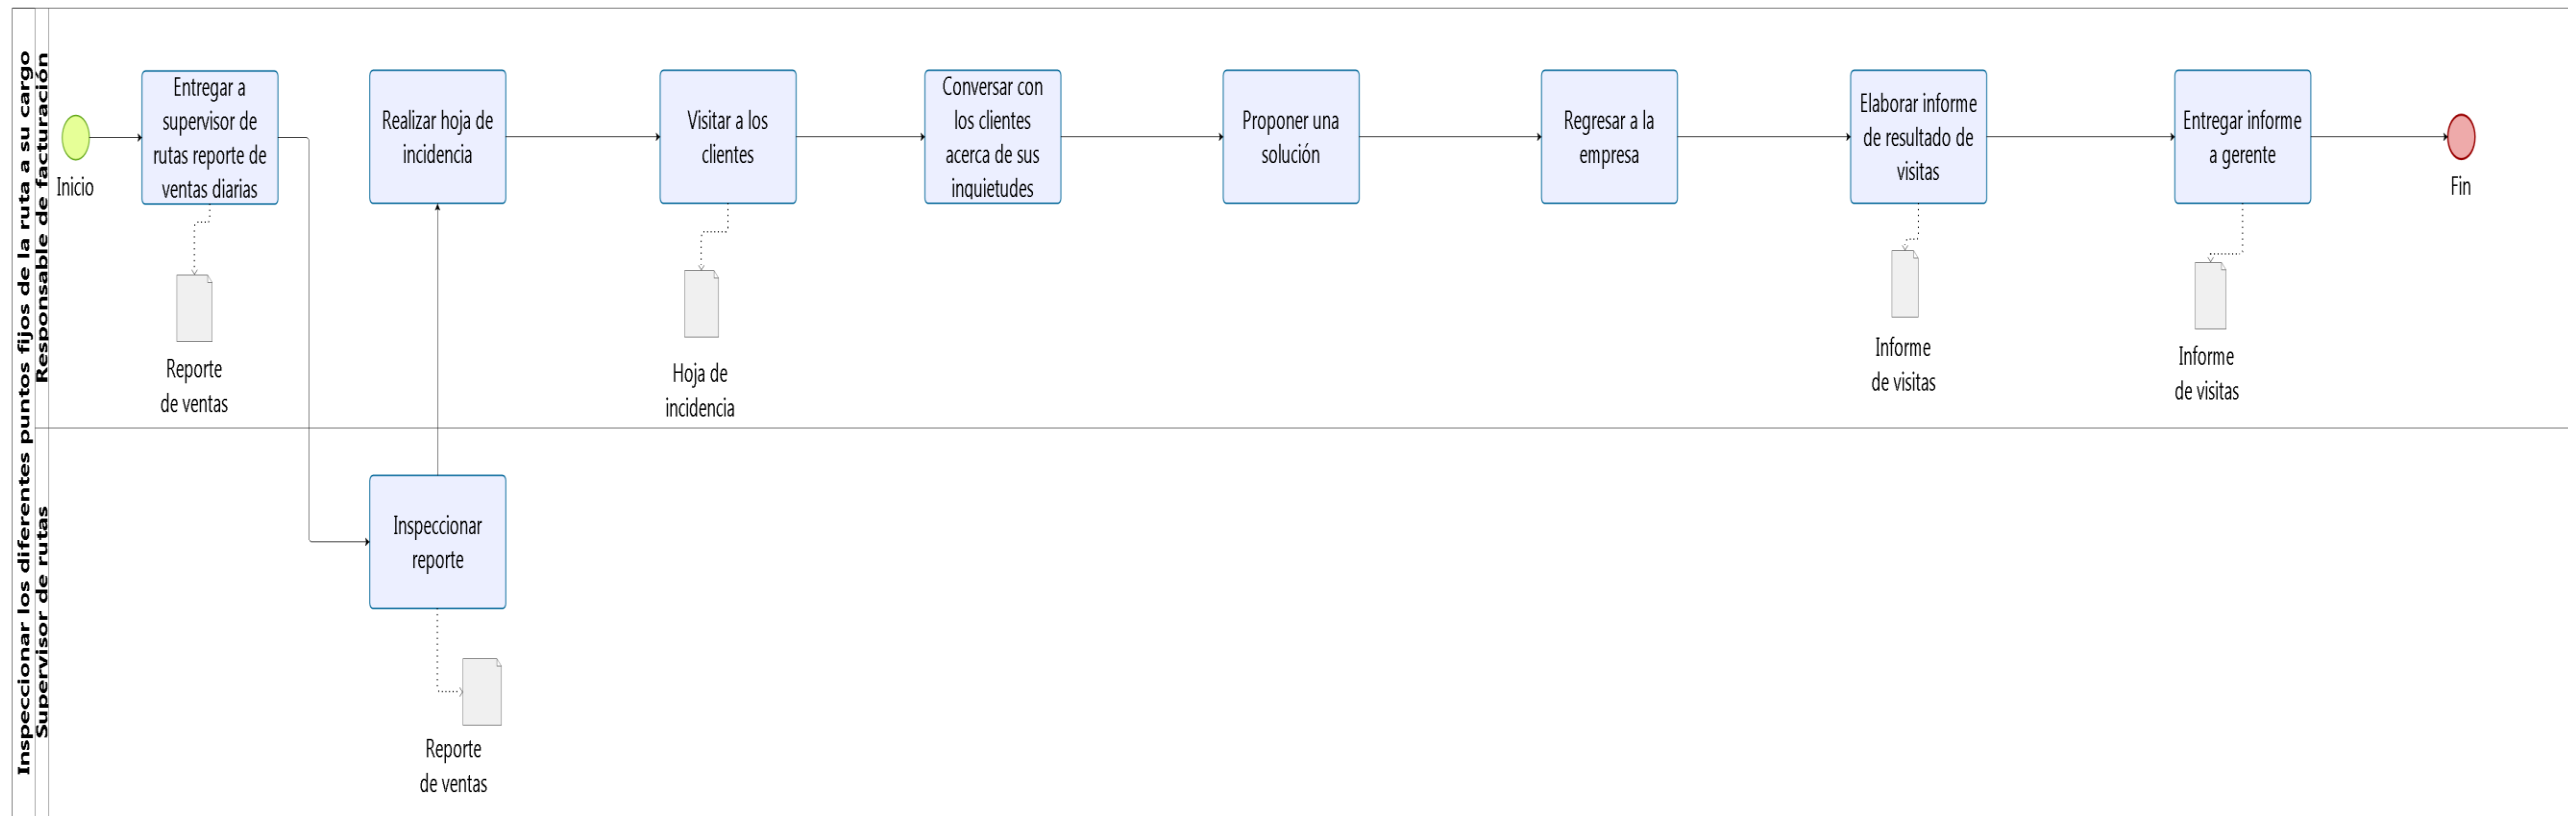 Inspeccionar los diferentes puntos fijos de la ruta a su cargo
Responsable de facturación
Inicio
Entregar a
supervisor de
rutas reporte de
ventas diarias
Reporte
de ventas
Realizar hoja de
incidencia
Visitar a los
clientes
Hoja de
incidencia
Conversar con
los clientes
acerca de sus
inquietudes
Proponer una
solución
Regresar a la
empresa
Elaborar informe
de resultado de
visitas
Informe
de visitas
Entregar informe
a gerente
Informe
de visitas
Fin
Supervisor de rutas
Inspeccionar
reporte
Reporte
de ventas